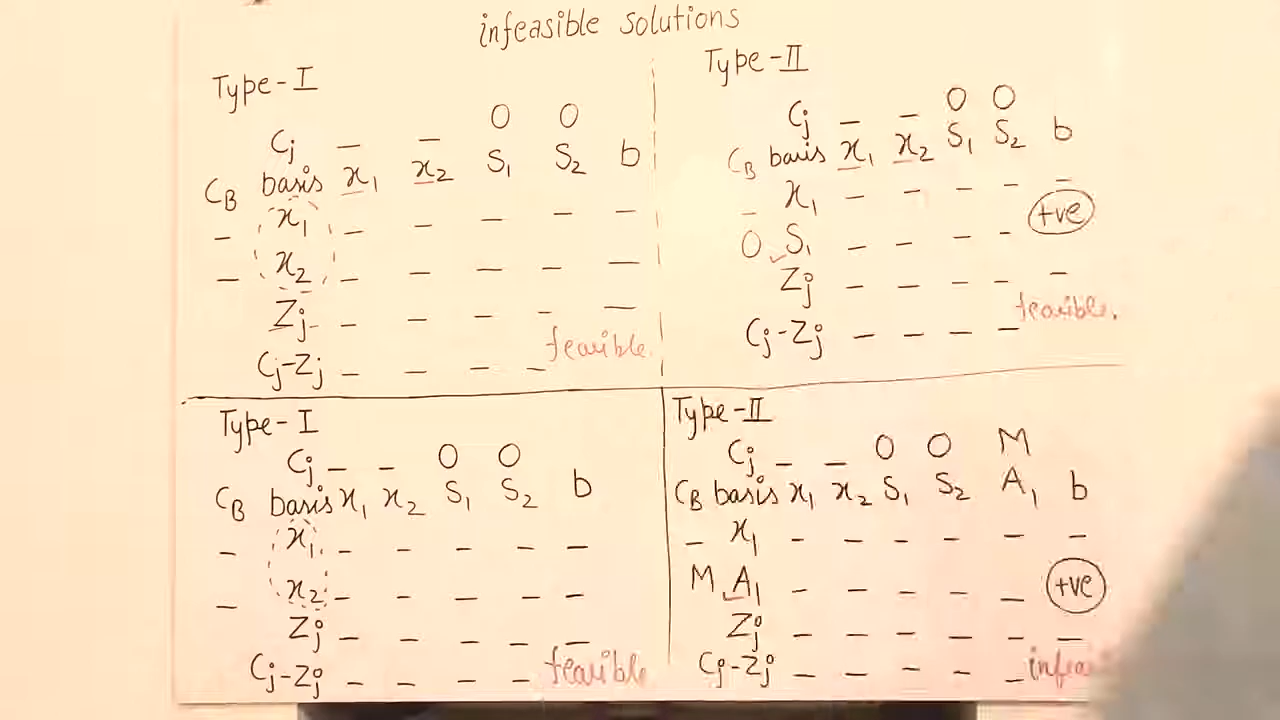 infeasible solutions
Type-I
Cj — — 0 0
CB basis x1 x2 S1 S2 b
— x1 — — — — —
— x2 — — — — —
Zj — — — — —
Cj-Zj — — — —
feasible.
Type-II
Cj — — 0 0
CB basis x1 x2 S1 S2 b
— x1 — — — — —
0 S1 — — — — +ve
Zj — — — — —
Cj-Zj — — — —
feasible.
Type-I
Cj — — 0 0
CB basis x1 x2 S1 S2 b
— x1 — — — — —
— x2 — — — — —
Zj — — — — —
Cj-Zj — — — —
feasible
Type-II
Cj — — 0 0 M
CB basis x1 x2 S1 S2 A1 b
— x1 — — — — — —
M A1 — — — — — +ve
Zj — — — — — —
Cj-Zj — — — — —